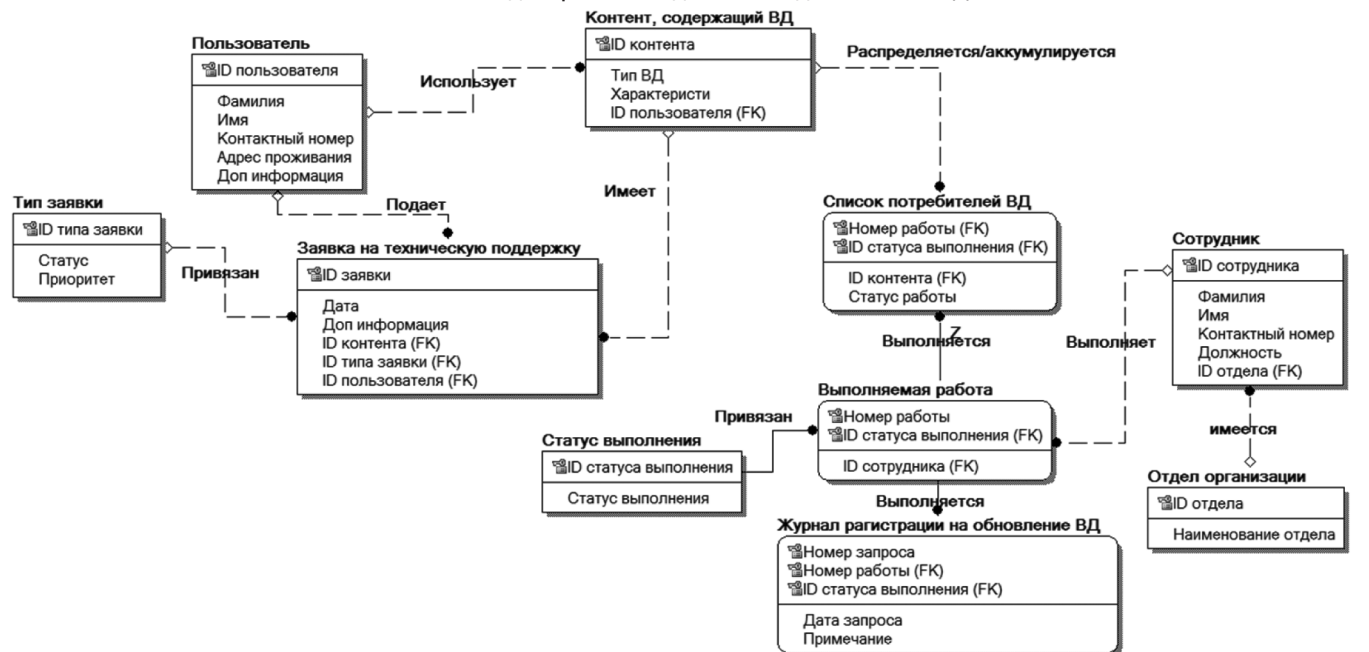 Контент, содержащий ВД
ID контента
Тип ВД
Характеристи
ID пользователя (FK)
Пользователь
ID пользователя
Фамилия
Имя
Контактный номер
Адрес проживания
Доп информация
Использует
Распределяется/аккумулируется
Имеет
Подает
Тип заявки
ID типа заявки
Статус
Приоритет
Привязан
Заявка на техническую поддержку
ID заявки
Дата
Доп информация
ID контента (FK)
ID типа заявки (FK)
ID пользователя (FK)
Список потребителей ВД
Номер работы (FK)
ID статуса выполнения (FK)
ID контента (FK)
Статус работы
Z
Выполняется
Выполняет
Сотрудник
ID сотрудника
Фамилия
Имя
Контактный номер
Должность
ID отдела (FK)
имеется
Отдел организации
ID отдела
Наименование отдела
Выполняемая работа
Номер работы
ID статуса выполнения (FK)
ID сотрудника (FK)
Привязан
Статус выполнения
ID статуса выполнения
Статус выполнения
Выполняется
Журнал рагистрации на обновление ВД
Номер запроса
Номер работы (FK)
ID статуса выполнения (FK)
Дата запроса
Примечание